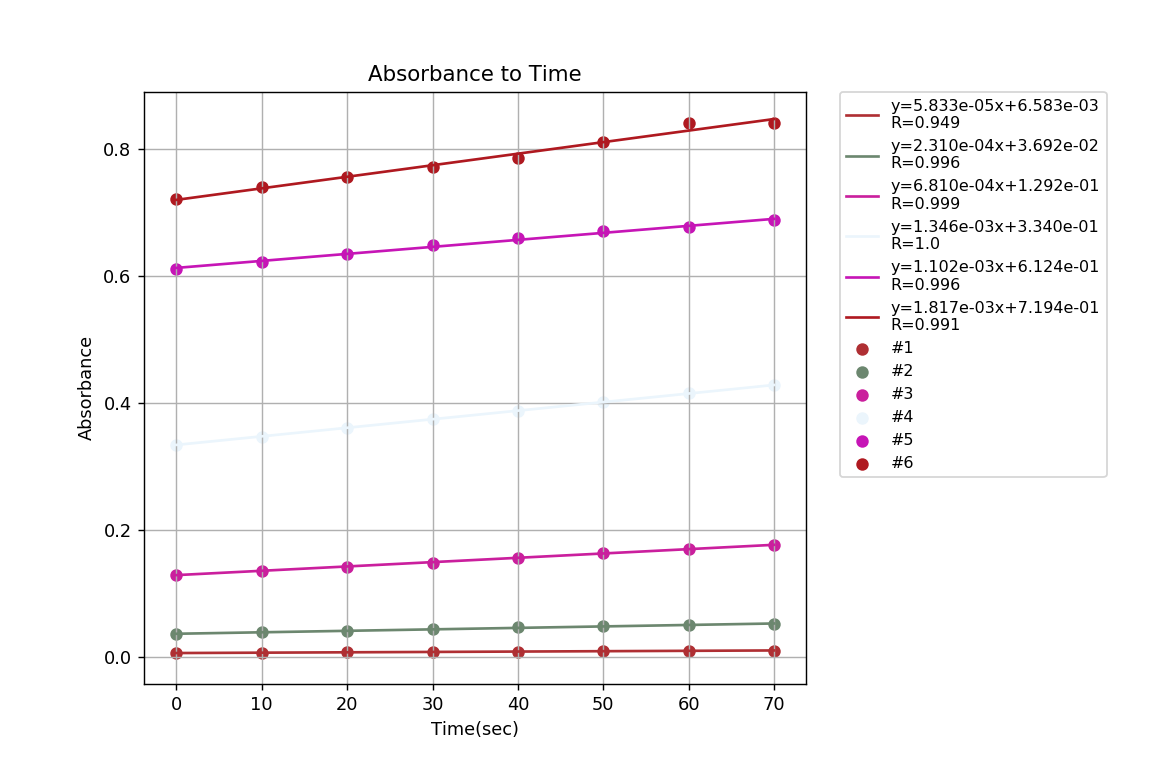 Absorbance to Time
0.8
0.6
0.4
0.2
0.0
Absorbance
0 10 20 30 40 50 60 70
Time(sec)
y=5.833e-05x+6.583e-03
R=0.949
y=2.310e-04x+3.692e-02
R=0.996
y=6.810e-04x+1.292e-01
R=0.999
y=1.346e-03x+3.340e-01
R=1.0
y=1.102e-03x+6.124e-01
R=0.996
y=1.817e-03x+7.194e-01
R=0.991
#1
#2
#3
#4
#5
#6